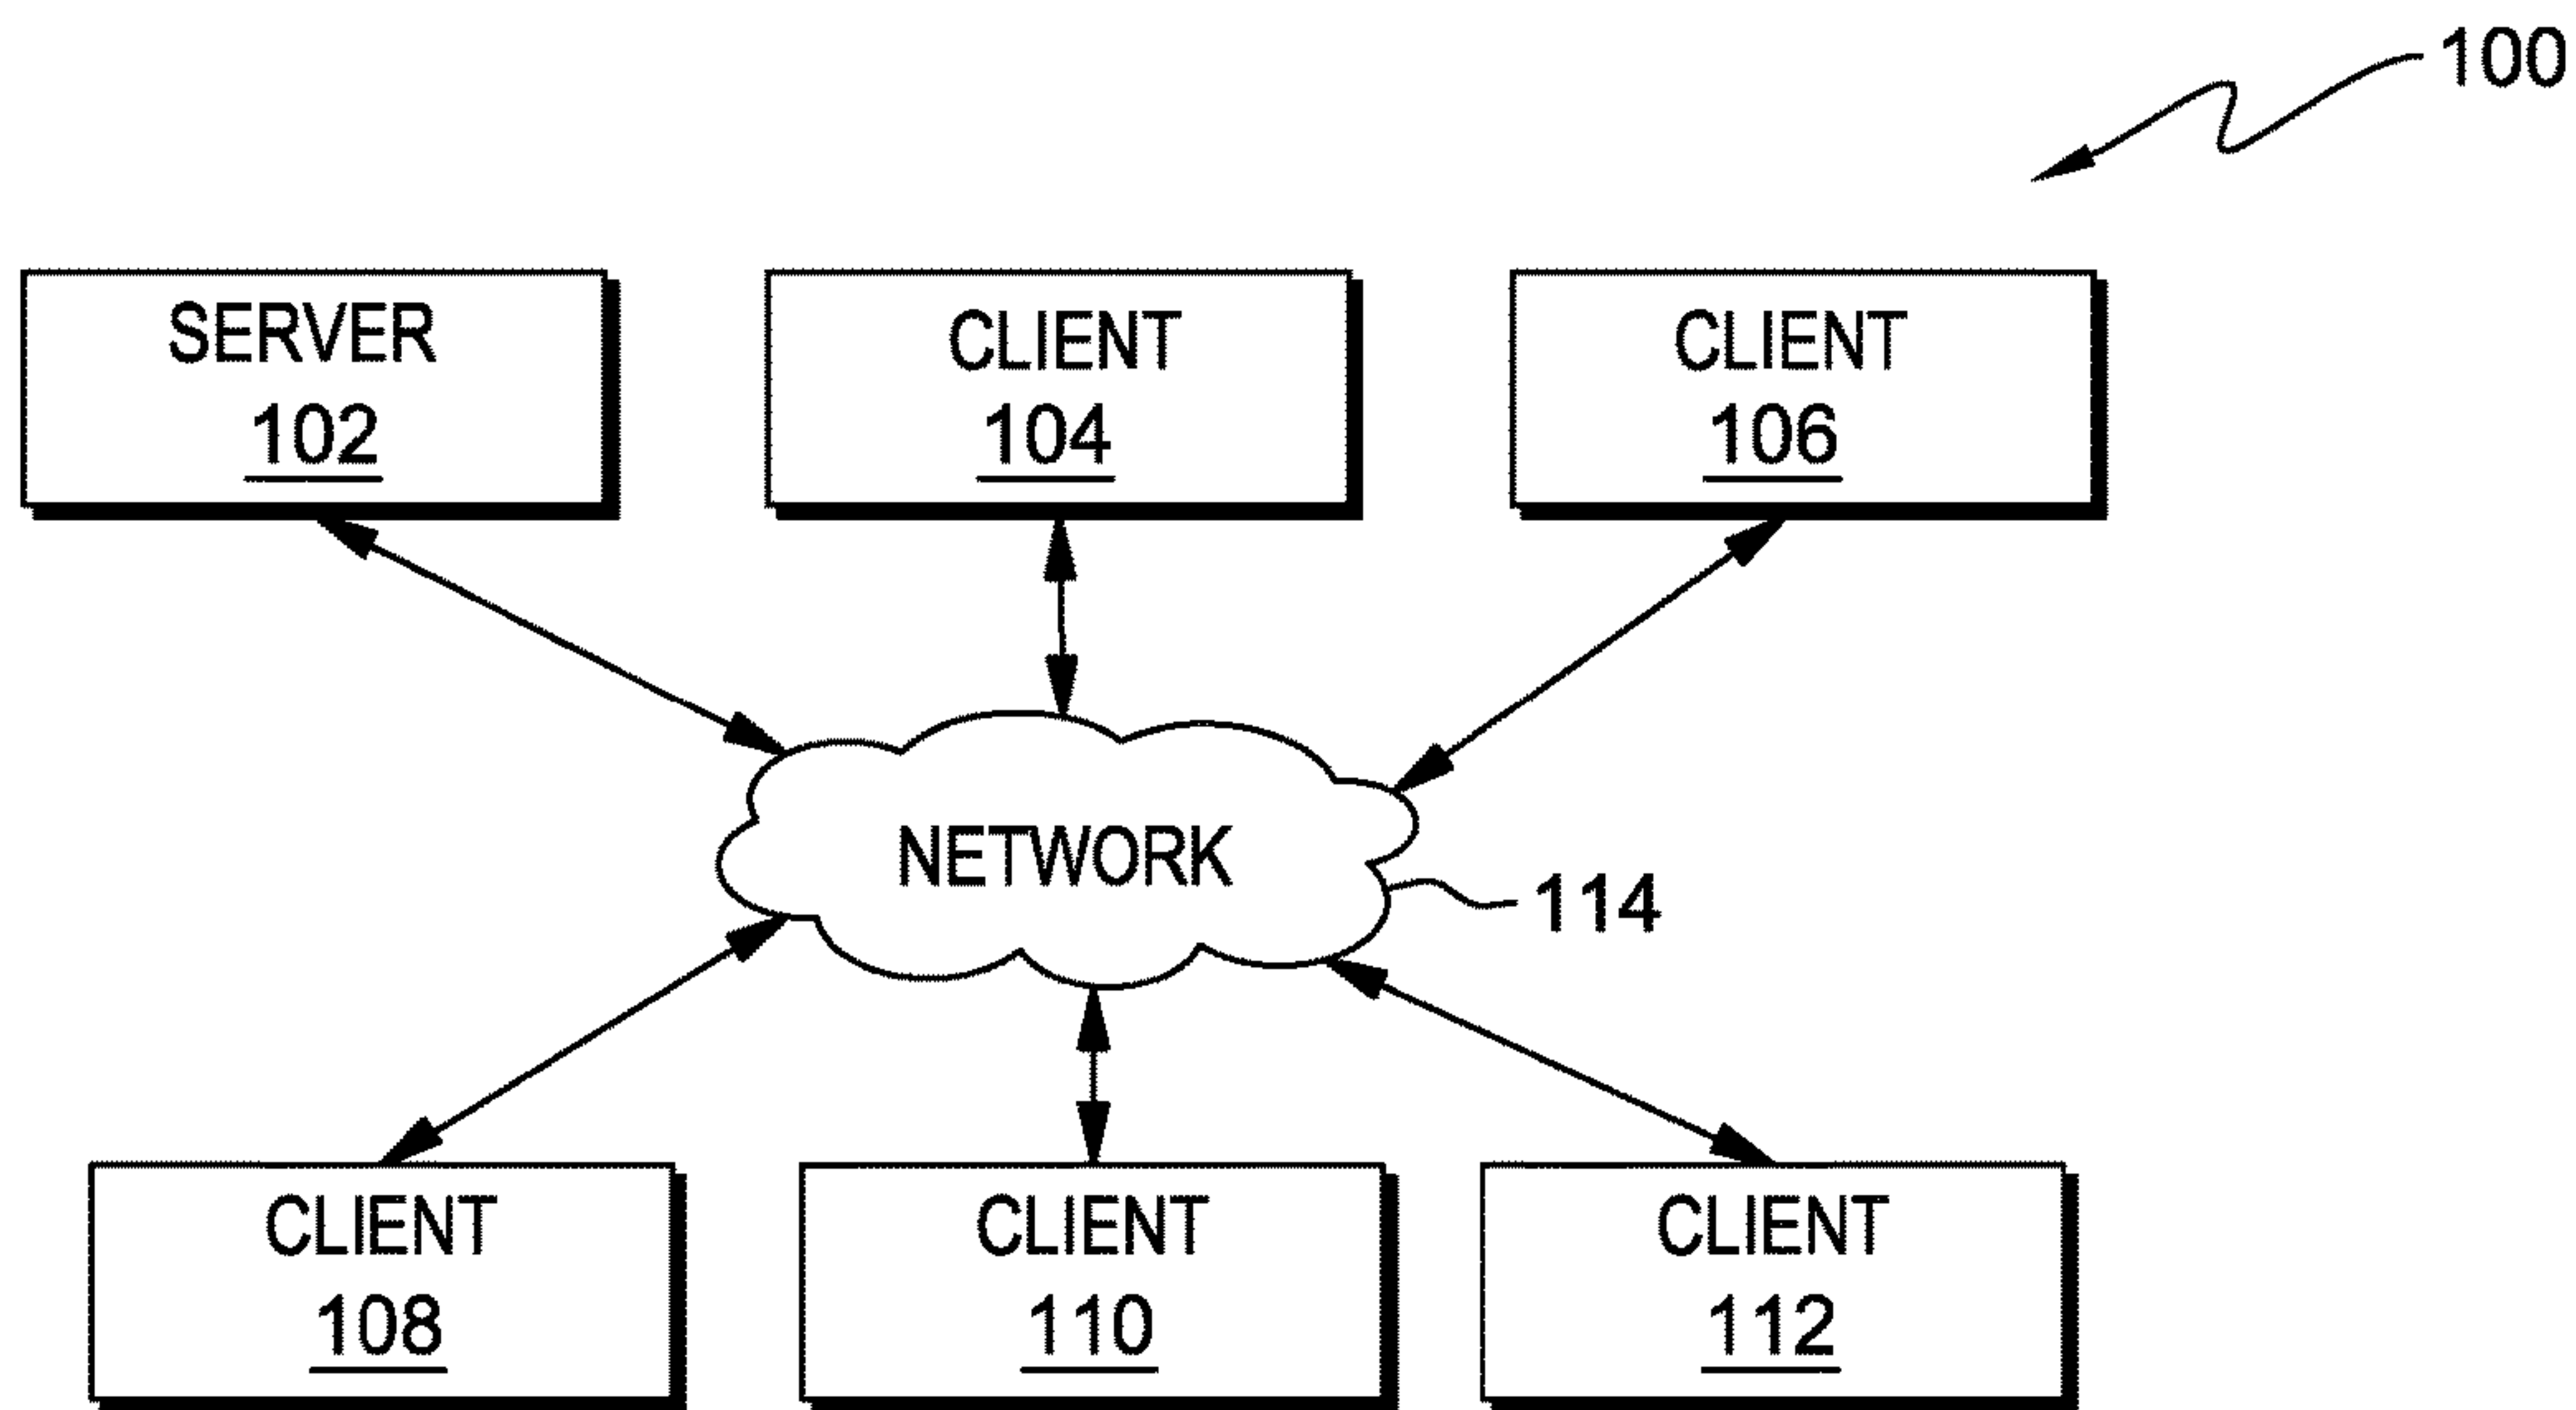 100
SERVER
102
CLIENT
104
CLIENT
106
NETWORK
114
CLIENT
108
CLIENT
110
CLIENT
112